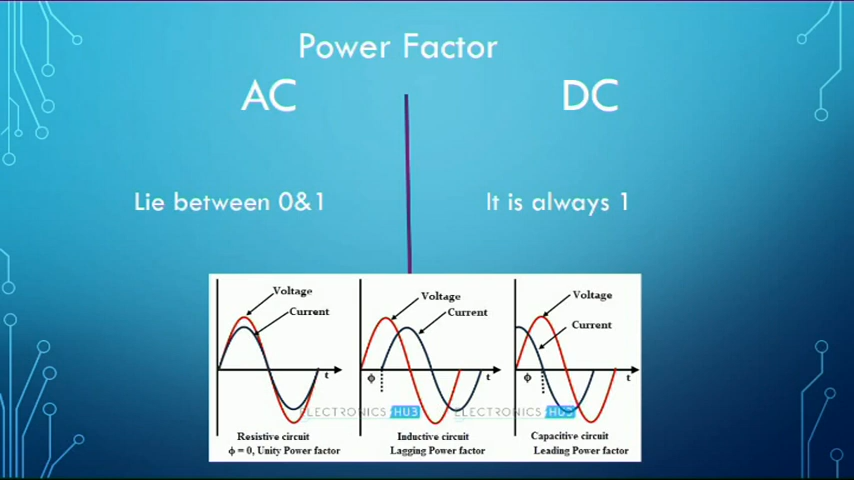 Power Factor
AC
DC
Lie between 0&1
It is always 1
Voltage
Current
t
Resistive circuit
ϕ = 0, Unity Power factor
Voltage
Current
ϕ
t
Inductive circuit
Lagging Power factor
Voltage
Current
ϕ
t
Capacitive circuit
Leading Power factor
ELECTRONICS HUB
ELECTRONICS HUB